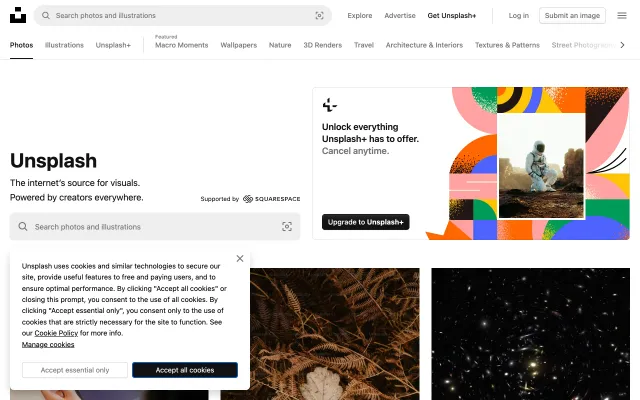 Search photos and illustrations
Explore
Advertise
Get Unsplash+
Log in
Submit an image
Photos
Illustrations
Unsplash+
Featured
Macro Moments
Wallpapers
Nature
3D Renders
Travel
Architecture & Interiors
Textures & Patterns
Street Photography
Unsplash
The internet's source for visuals.
Powered by creators everywhere.
Supported by SQUARESPACE
Search photos and illustrations
Unlock everything
Unsplash+ has to offer.
Cancel anytime.
Upgrade to Unsplash+
Unsplash uses cookies and similar technologies to secure our
site, provide useful features to free and paying users, and to
ensure optimal performance. By clicking "Accept all cookies" or
closing this prompt, you consent to the use of all cookies. By
clicking "Accept essential only", you consent only to the use of
cookies that are strictly necessary for the site to function. See
our Cookie Policy for more info.
Manage cookies
Accept essential only
Accept all cookies